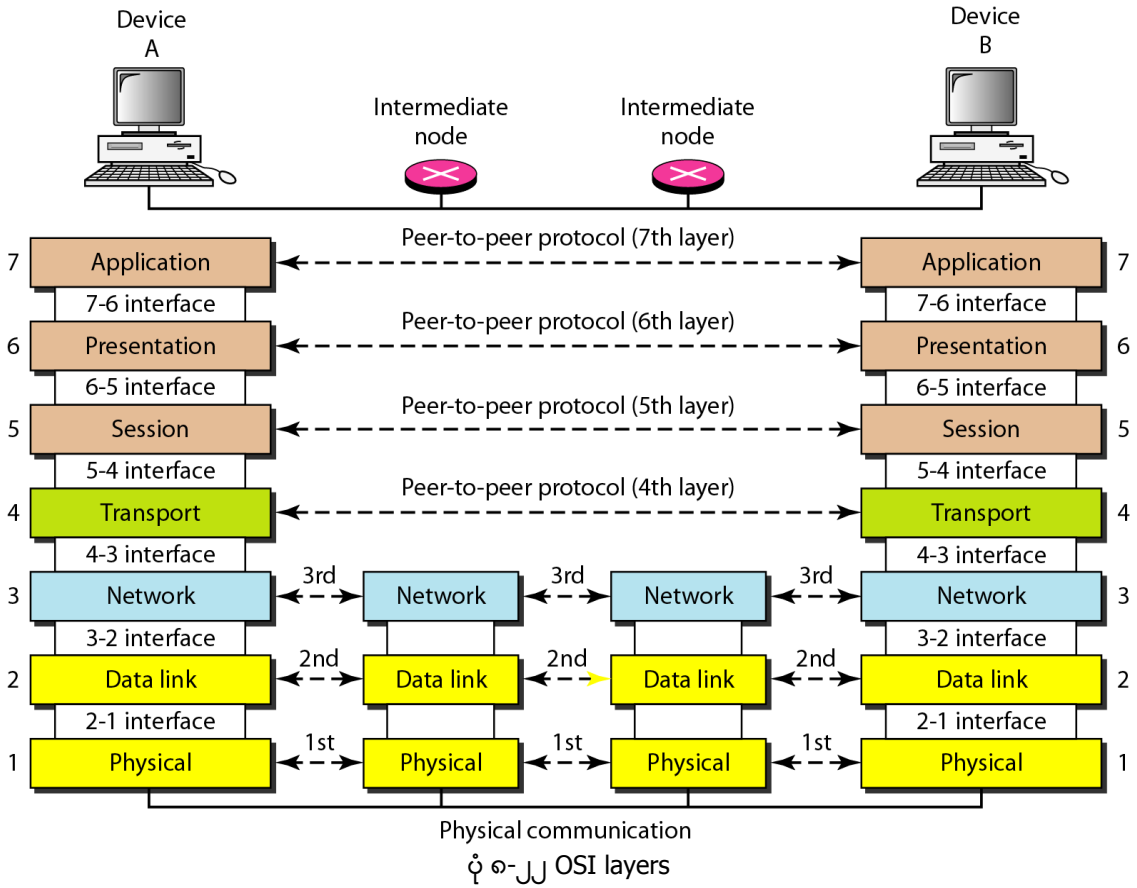 Device
A
Device
B
Intermediate
node
Intermediate
node
Peer-to-peer protocol (7th layer)
7 Application Application 7
7-6 interface 7-6 interface
Peer-to-peer protocol (6th layer)
6 Presentation Presentation 6
6-5 interface 6-5 interface
Peer-to-peer protocol (5th layer)
5 Session Session 5
5-4 interface 5-4 interface
Peer-to-peer protocol (4th layer)
4 Transport Transport 4
4-3 interface 4-3 interface
3rd 3rd 3rd
3 Network Network Network Network 3
3-2 interface 3-2 interface
2nd 2nd 2nd
2 Data link Data link Data link Data link 2
2-1 interface 2-1 interface
1st 1st 1st
1 Physical Physical Physical Physical 1
Physical communication
ပုံ ၈-၂၂ OSI layers